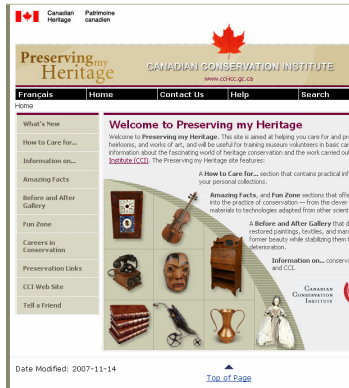 Canadian Heritage
Patrimoine canadien
Preserving my Heritage
CANADIAN CONSERVATION INSTITUTE
www.cci-icc.gc.ca
Français
Home
Contact Us
Help
Search
Home
What's New
How to Care for...
Information on...
Amazing Facts
Before and After
Gallery
Fun Zone
Careers in
Conservation
Preservation Links
CCI Web Site
Tell a Friend
Welcome to Preserving my Heritage
Welcome to Preserving my Heritage. This site is aimed at helping you care for and pre
heirlooms, and works of art, and will be useful for training museum volunteers in basic car
information about the fascinating world of heritage conservation and the work carried out
Institute (CCI). The Preserving my Heritage site features:
A How to Care for... section that contains practical inf
your personal collections.
Amazing Facts, and Fun Zone sections that offe
into the practice of conservation — from the clever
materials to technologies adapted from other scient
A Before and After Gallery that d
restored paintings, textiles, and man
former beauty while stabilizing them t
deterioration.
Information on... conserv
and CCI.
Canadian
Conservation
Institute
Date Modified: 2007-11-14
Top of Page